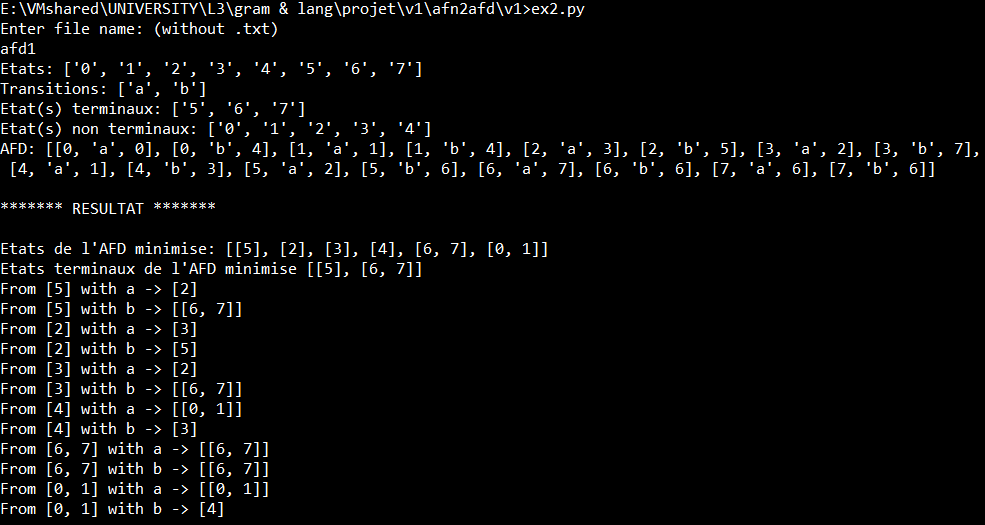 E:\VMshared\UNIVERSITY\L3\gram & lang\projet\v1\afn2afd\v1>ex2.py
Enter file name: (without .txt)
afd1
Etats: ['0', '1', '2', '3', '4', '5', '6', '7']
Transitions: ['a', 'b']
Etat(s) terminaux: ['5', '6', '7']
Etat(s) non terminaux: ['0', '1', '2', '3', '4']
AFD: [[0, 'a', 0], [0, 'b', 4], [1, 'a', 1], [1, 'b', 4], [2, 'a', 3], [2, 'b', 5], [3, 'a', 2], [3, 'b', 7],
[4, 'a', 1], [4, 'b', 3], [5, 'a', 2], [5, 'b', 6], [6, 'a', 7], [6, 'b', 6], [7, 'a', 6], [7, 'b', 6]]
******* RESULTAT *******
Etats de l'AFD minimise: [[5], [2], [3], [4], [6, 7], [0, 1]]
Etats terminaux de l'AFD minimise [[5], [6, 7]]
From [5] with a -> [2]
From [5] with b -> [[6, 7]]
From [2] with a -> [3]
From [2] with b -> [5]
From [3] with a -> [2]
From [3] with b -> [[6, 7]]
From [4] with a -> [[0, 1]]
From [4] with b -> [3]
From [6, 7] with a -> [[6, 7]]
From [6, 7] with b -> [[6, 7]]
From [0, 1] with a -> [[0, 1]]
From [0, 1] with b -> [4]